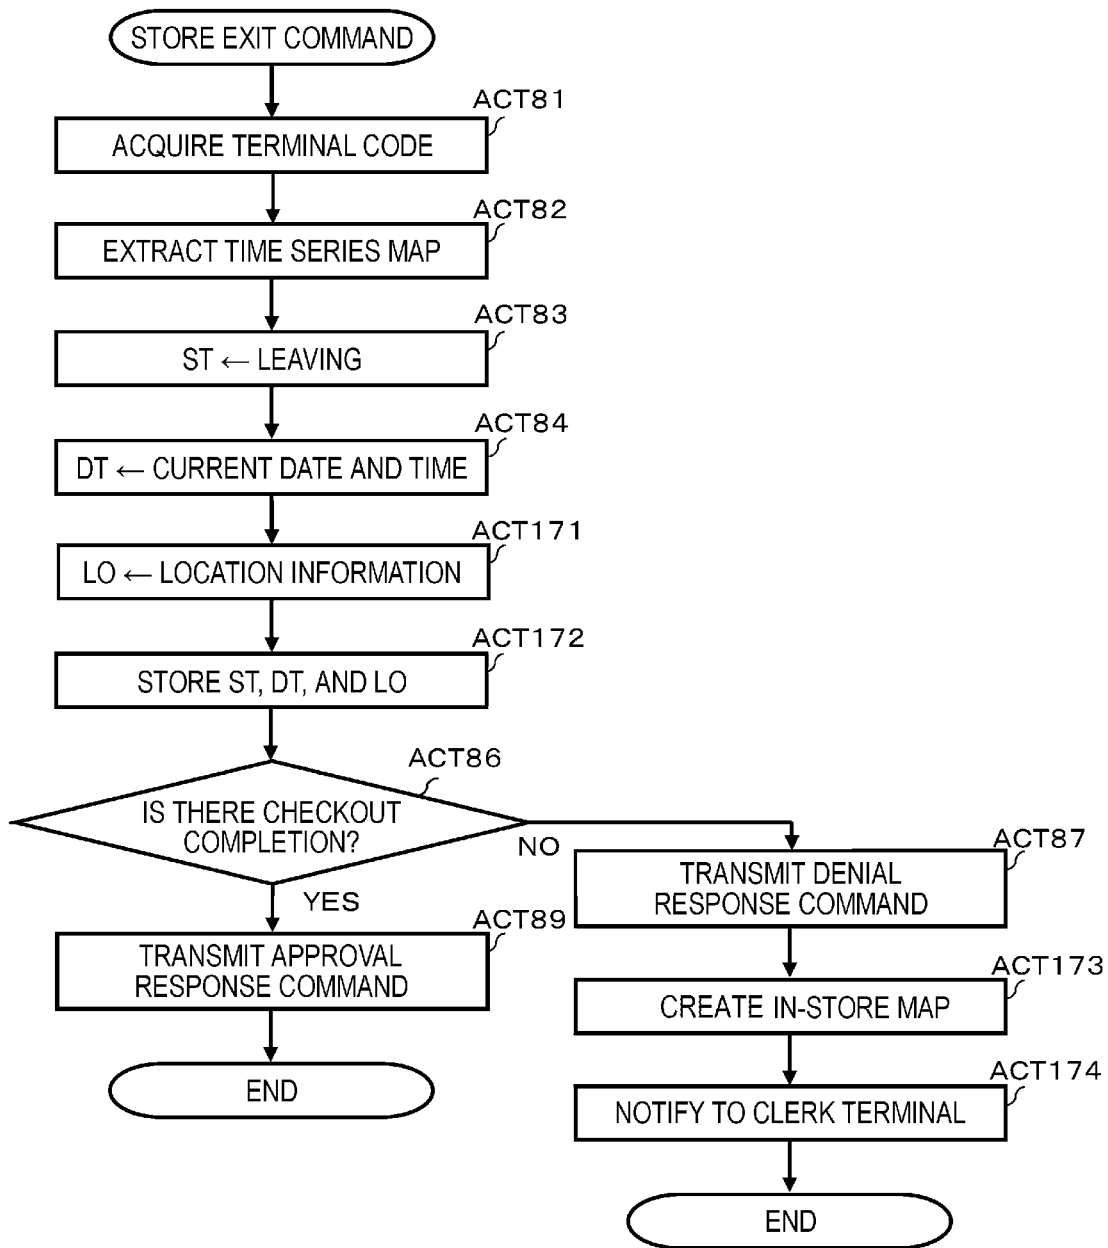 STORE EXIT COMMAND
ACT81
ACQUIRE TERMINAL CODE
ACT82
EXTRACT TIME SERIES MAP
ACT83
ST ← LEAVING
ACT84
DT ← CURRENT DATE AND TIME
ACT171
LO ← LOCATION INFORMATION
ACT172
STORE ST, DT, AND LO
ACT86
IS THERE CHECKOUT
COMPLETION?
NO
YES
ACT87
TRANSMIT DENIAL
RESPONSE COMMAND
ACT89
TRANSMIT APPROVAL
RESPONSE COMMAND
END
ACT173
CREATE IN-STORE MAP
ACT174
NOTIFY TO CLERK TERMINAL
END